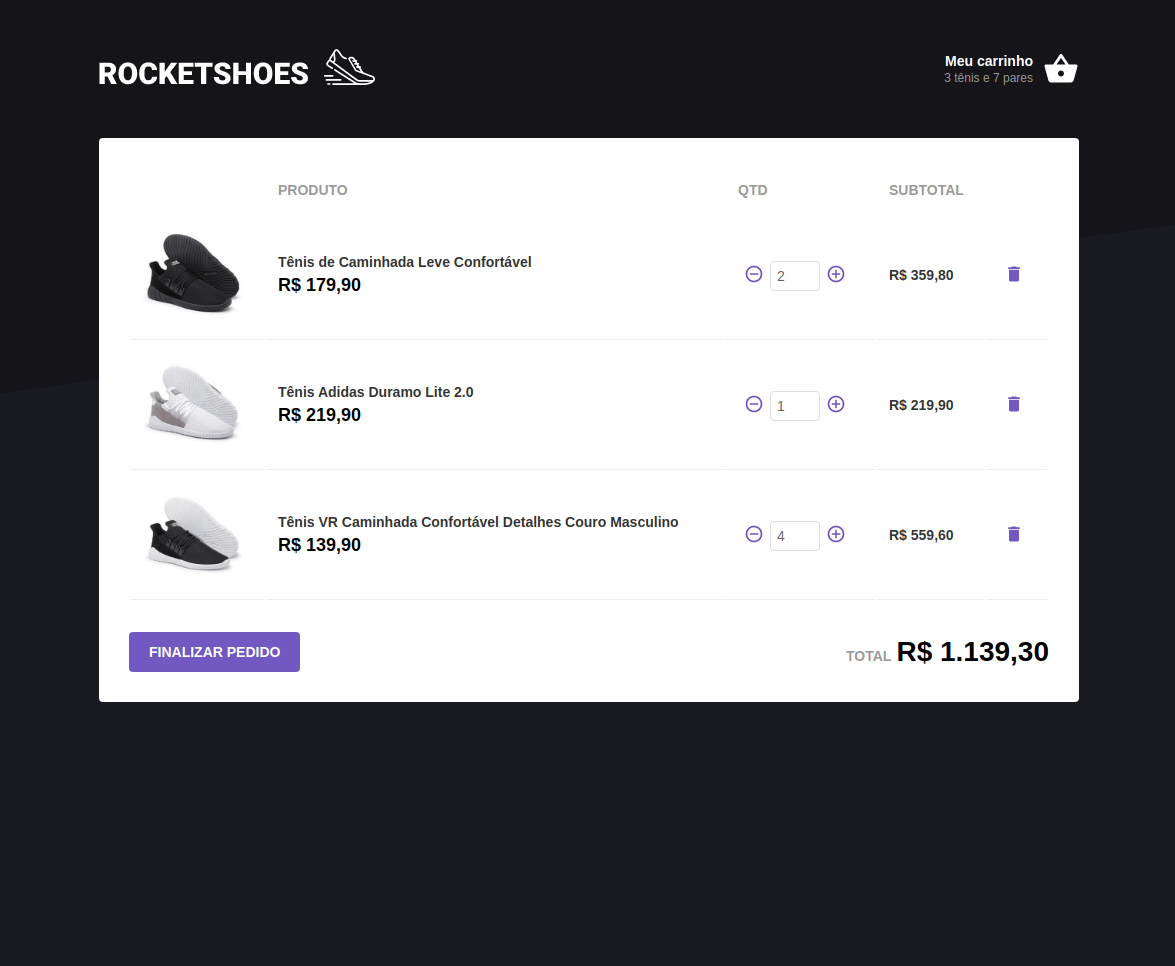 ROCKETSHOES
Meu carrinho
3 tênis e 7 pares
PRODUTO QTD SUBTOTAL
Tênis de Caminhada Leve Confortável
R$ 179,90
2
R$ 359,80
Tênis Adidas Duramo Lite 2.0
R$ 219,90
1
R$ 219,90
Tênis VR Caminhada Confortável Detalhes Couro Masculino
R$ 139,90
4
R$ 559,60
FINALIZAR PEDIDO
TOTAL R$ 1.139,30